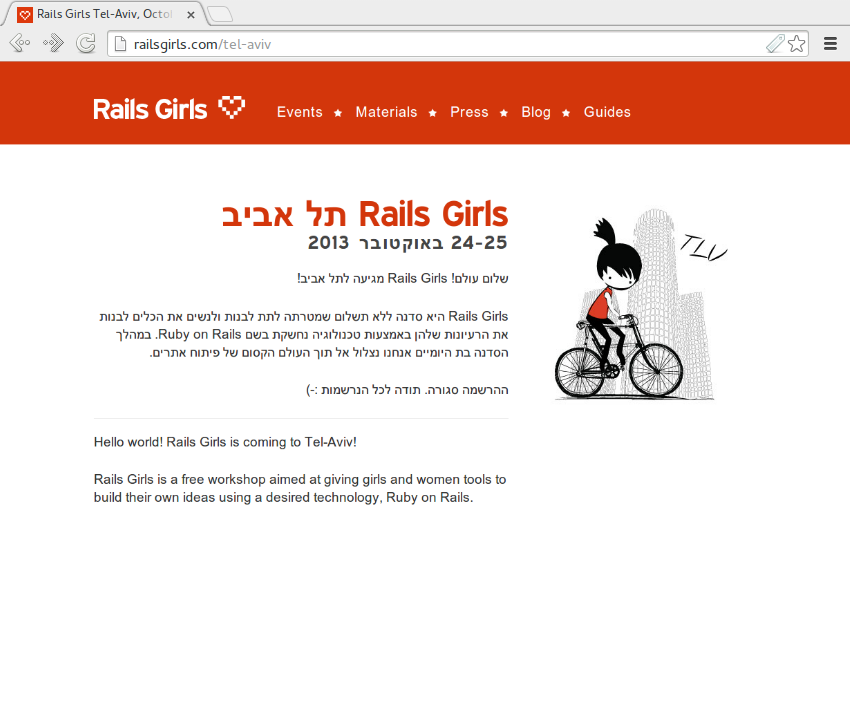 Rails Girls Tel-Aviv, Octo
railsgirls.com/tel-aviv
Rails Girls
Events ★ Materials ★ Press ★ Blog ★ Guides
Rails Girls תל אביב
24-25 באוקטובר 2013
שלום עולם! Rails Girls מגיעה לתל אביב!
Rails Girls היא סדנה ללא תשלום שמטרתה לתת לבנות ולנשים את הכלים לבנות
את הרעיונות שלהן באמצעות טכנולוגיה נחשקת בשם Ruby on Rails. במהלך
הסדנה בת היומיים אנחנו נצלול אל תוך העולם הקסום של פיתוח אתרים.
ההרשמה סגורה. תודה לכל הנרשמות :-)
TLV
Hello world! Rails Girls is coming to Tel-Aviv!
Rails Girls is a free workshop aimed at giving girls and women tools to
build their own ideas using a desired technology, Ruby on Rails.